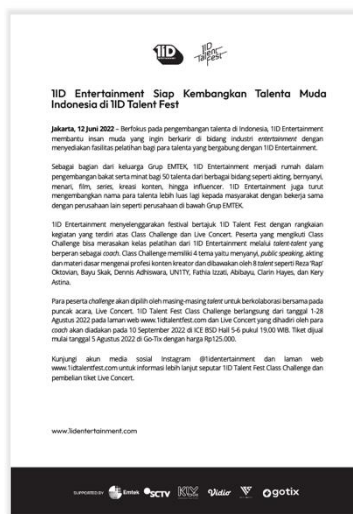 1ID
1ID
Talent
Fest
1ID Entertainment Siap Kembangkan Talenta Muda
Indonesia di 1ID Talent Fest
Jakarta, 12 Juni 2022 – Berfokus pada pengembangan talenta di Indonesia, 1ID Entertainment
membantu insan muda yang ingin berkarir di bidang industri entertainment dengan
menyediakan fasilitas pelatihan bagi para talenta yang bergabung dengan 1ID Entertainment.
Sebagai bagian dari keluarga Grup EMTEK, 1ID Entertainment menjadi rumah dalam
pengembangan bakat serta minat bagi 50 talenta dari berbagai bidang seperti akting, bernyanyi,
menari, film, series, kreasi konten, hingga influencer. 1ID Entertainment juga turut
mengembangkan nama para talenta lebih luas lagi kepada masyarakat dengan bekerja sama
dengan perusahaan lain seperti perusahaan di bawah Grup EMTEK.
1ID Entertainment menyelenggarakan festival bertajuk 1ID Talent Fest dengan rangkaian
kegiatan yang terdiri atas Class Challenge dan Live Concert. Peserta yang mengikuti Class
Challenge bisa merasakan kelas pelatihan dari 1ID Entertainment melalui talent-talent yang
berperan sebagai coach. Class Challenge memiliki 4 tema yaitu menyanyi, public speaking, akting
dan materi dasar mengenai profesi konten kreator dan dibawakan oleh 8 talent seperti Reza 'Rap'
Oktovian, Bayu Skak, Dennis Adhiswara, UN1TY, Fathia Izzati, Abibayu, Clarin Hayes, dan Kery
Astina.
Para peserta challenge akan dipilih oleh masing-masing talent untuk berkolaborasi bersama pada
puncak acara, Live Concert. 1ID Talent Fest Class Challenge berlangsung dari tanggal 1-28
Agustus 2022 pada laman web www.1idtalentfest.com dan Live Concert yang dihadiri oleh para
coach akan diadakan pada 10 September 2022 di ICE BSD Hall 5-6 pukul 19.00 WIB. Tiket dijual
mulai tanggal 5 Agustus 2022 di Go-Tix dengan harga Rp125.000.
Kunjungi akun media sosial Instagram @1identertainment dan laman web
www.1idtalentfest.com untuk informasi lebih lanjut seputar 1ID Talent Fest Class Challenge dan
pembelian tiket Live Concert.
www.1identertainment.com
SUPPORTED BY Emtek SCTV KLY Vidio gotix